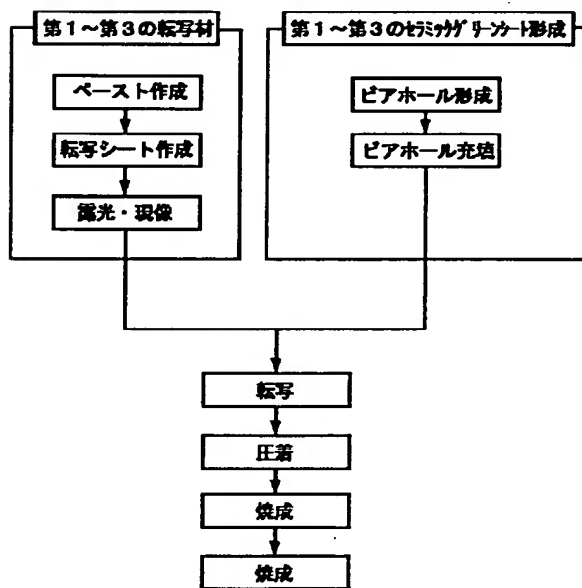 第1～第3の転写材
ペースト作成
転写シート作成
露光・現像
第1～第3のセラミックグリーンシート形成
ビアホール形成
ビアホール充填
転写
圧着
焼成
焼成